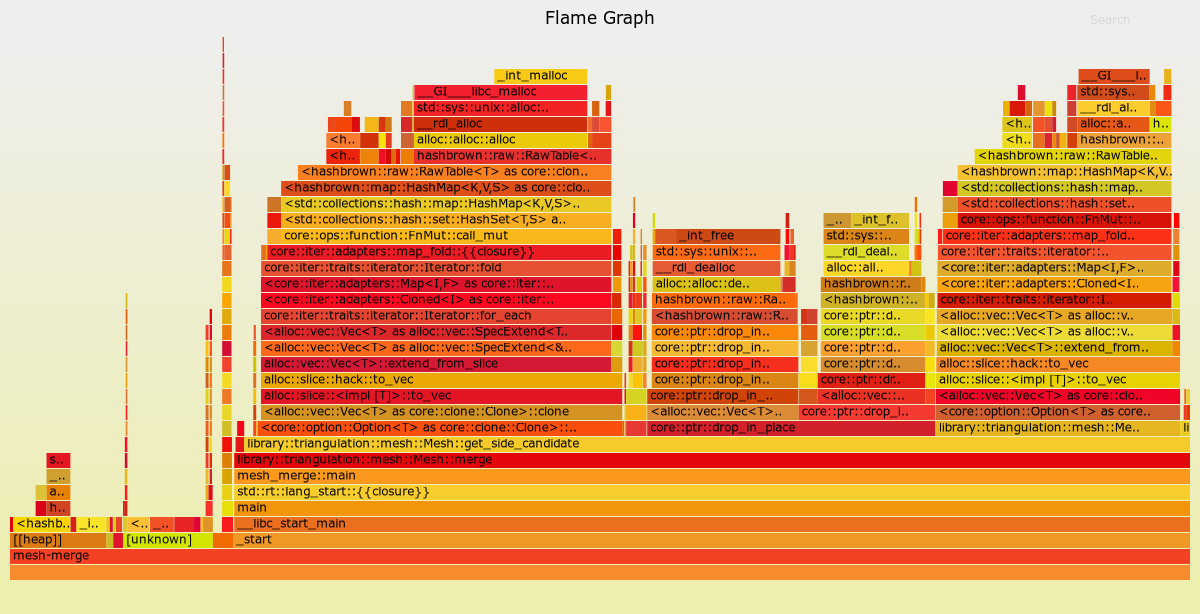 Flame Graph
Search
_int_malloc
__GI___l..
__GI___libc_malloc
std::sys..
std::sys::unix::alloc:..
__rdl_al..
__rdl_alloc
<h..
alloc::a..
h..
<h..
alloc::alloc::alloc
<h..
hashbrown::..
<h..
hashbrown::raw::RawTable<..
<hashbrown::raw::RawTable..
<hashbrown::raw::RawTable<T> as core::clon..
<hashbrown::map::HashMap<K,V..
<hashbrown::map::HashMap<K,V,S> as core::clo..
<std::collections::hash::map..
<std::collections::hash::map::HashMap<K,V,S>..
<std::collections::hash::set..
<std::collections::hash::set::HashSet<T,S> a..
_..
_int_f..
core::ops::function::FnMut::..
core::ops::function::FnMut::call_mut
_int_free
std::sys::..
core::iter::adapters::map_fold..
core::iter::adapters::map_fold::{{closure}}
std::sys::unix::..
__rdl_deal..
core::iter::traits::iterator::..
core::iter::traits::iterator::Iterator::fold
__rdl_dealloc
alloc::all..
<core::iter::adapters::Map<I,F>..
<core::iter::adapters::Map<I,F> as core::iter::..
alloc::alloc::de..
hashbrown::r..
<core::iter::adapters::Cloned<I..
<core::iter::adapters::Cloned<I> as core::iter:..
hashbrown::raw::Ra..
<hashbrown::..
core::iter::traits::iterator::I..
core::iter::traits::iterator::Iterator::for_each
<hashbrown::raw::R..
core::ptr::d..
<alloc::vec::Vec<T> as alloc::v..
<alloc::vec::Vec<T> as alloc::vec::SpecExtend<T..
core::ptr::drop_in..
core::ptr::d..
<alloc::vec::Vec<T> as alloc::v..
<alloc::vec::Vec<T> as alloc::vec::SpecExtend<&..
core::ptr::drop_in..
core::ptr::d..
alloc::vec::Vec<T>::extend_from..
alloc::vec::Vec<T>::extend_from_slice
core::ptr::drop_in..
core::ptr::d..
alloc::slice::hack::to_vec
alloc::slice::hack::to_vec
core::ptr::drop_in..
core::ptr::dr..
alloc::slice::<impl [T]>::to_vec
alloc::slice::<impl [T]>::to_vec
core::ptr::drop_in_..
<alloc::vec::..
<alloc::vec::Vec<T> as core::clo..
<alloc::vec::Vec<T> as core::clone::Clone>::clone
<alloc::vec::Vec<T>..
core::ptr::drop_i..
<core::option::Option<T> as core..
<core::option::Option<T> as core::clone::Clone>::..
core::ptr::drop_in_place
library::triangulation::mesh::Me..
li
library::triangulation::mesh::Mesh::get_side_candidate
s..
library::triangulation::mesh::Mesh::merge
_..
mesh_merge::main
a..
std::rt::lang_start::{{closure}}
h..
main
<hashb..
_i..
<..
_..
__libc_start_main
[[heap]]
[unknown]
_start
mesh-merge